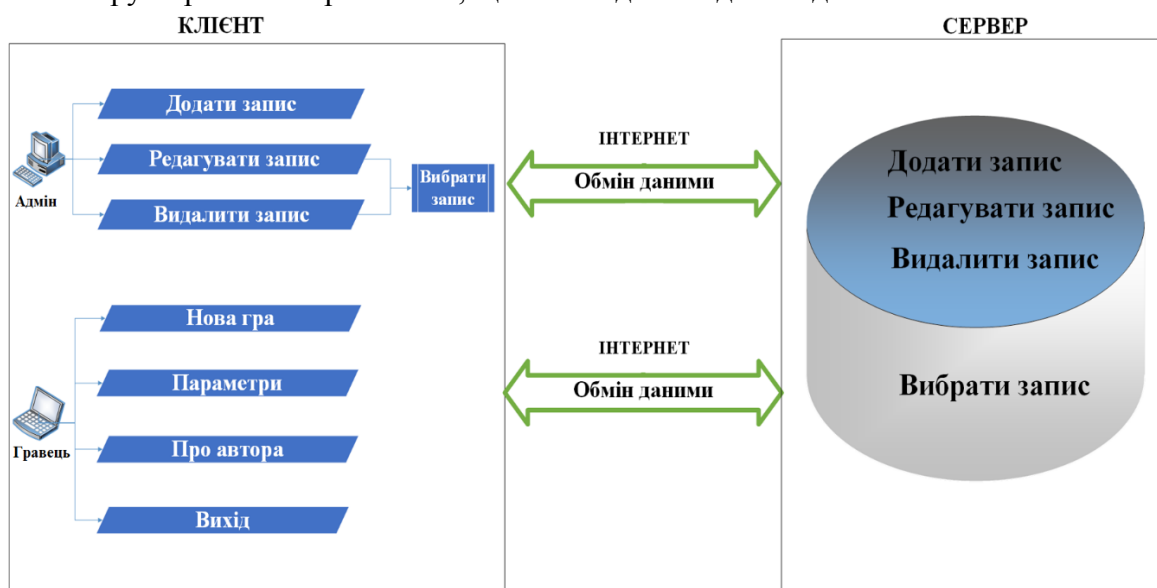 КЛІЄНТ
СЕРВЕР
Додати запис
Редагувати запис
Видалити запис
Вибрати
запис
Адмін
Нова гра
Параметри
Про автора
Вихід
Гравець
ІНТЕРНЕТ
Обмін даними
ІНТЕРНЕТ
Обмін даними
Додати запис
Редагувати запис
Видалити запис
Вибрати запис